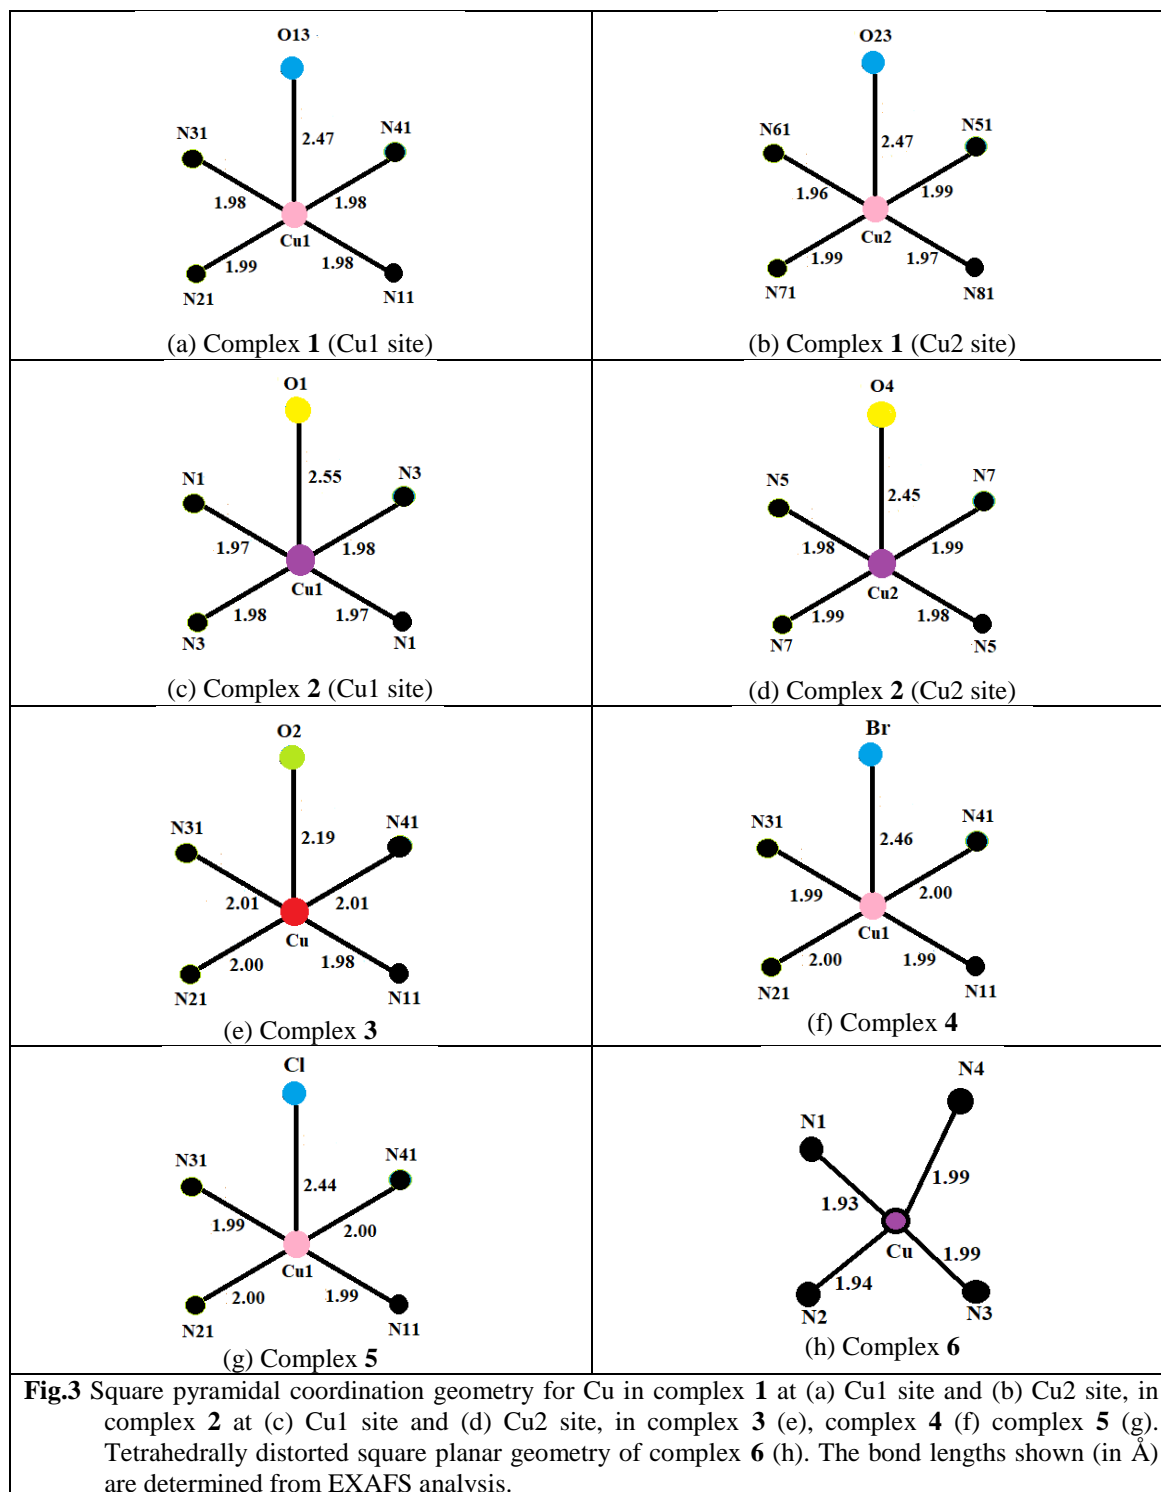 O13
N31
N41
2.47
1.98
1.98
Cu1
1.99
1.98
N21
N11
(a) Complex 1 (Cu1 site)
O23
N61
N51
2.47
1.96
1.99
Cu2
1.99
1.97
N71
N81
(b) Complex 1 (Cu2 site)
O1
N1
N3
2.55
1.97
1.98
Cu1
1.98
1.97
N3
N1
(c) Complex 2 (Cu1 site)
O4
N5
N7
2.45
1.98
1.99
Cu2
1.99
1.98
N7
N5
(d) Complex 2 (Cu2 site)
O2
N31
N41
2.19
2.01
2.01
Cu
2.00
1.98
N21
N11
(e) Complex 3
Br
N31
N41
2.46
1.99
2.00
Cu1
2.00
1.99
N21
N11
(f) Complex 4
Cl
N31
N41
2.44
1.99
2.00
Cu1
2.00
1.99
N21
N11
(g) Complex 5
N4
N1
1.93
1.99
Cu
1.94
1.99
N2
N3
(h) Complex 6
Fig.3 Square pyramidal coordination geometry for Cu in complex 1 at (a) Cu1 site and (b) Cu2 site, in
complex 2 at (c) Cu1 site and (d) Cu2 site, in complex 3 (e), complex 4 (f) complex 5 (g).
Tetrahedrally distorted square planar geometry of complex 6 (h). The bond lengths shown (in Å)
are determined from EXAFS analysis.